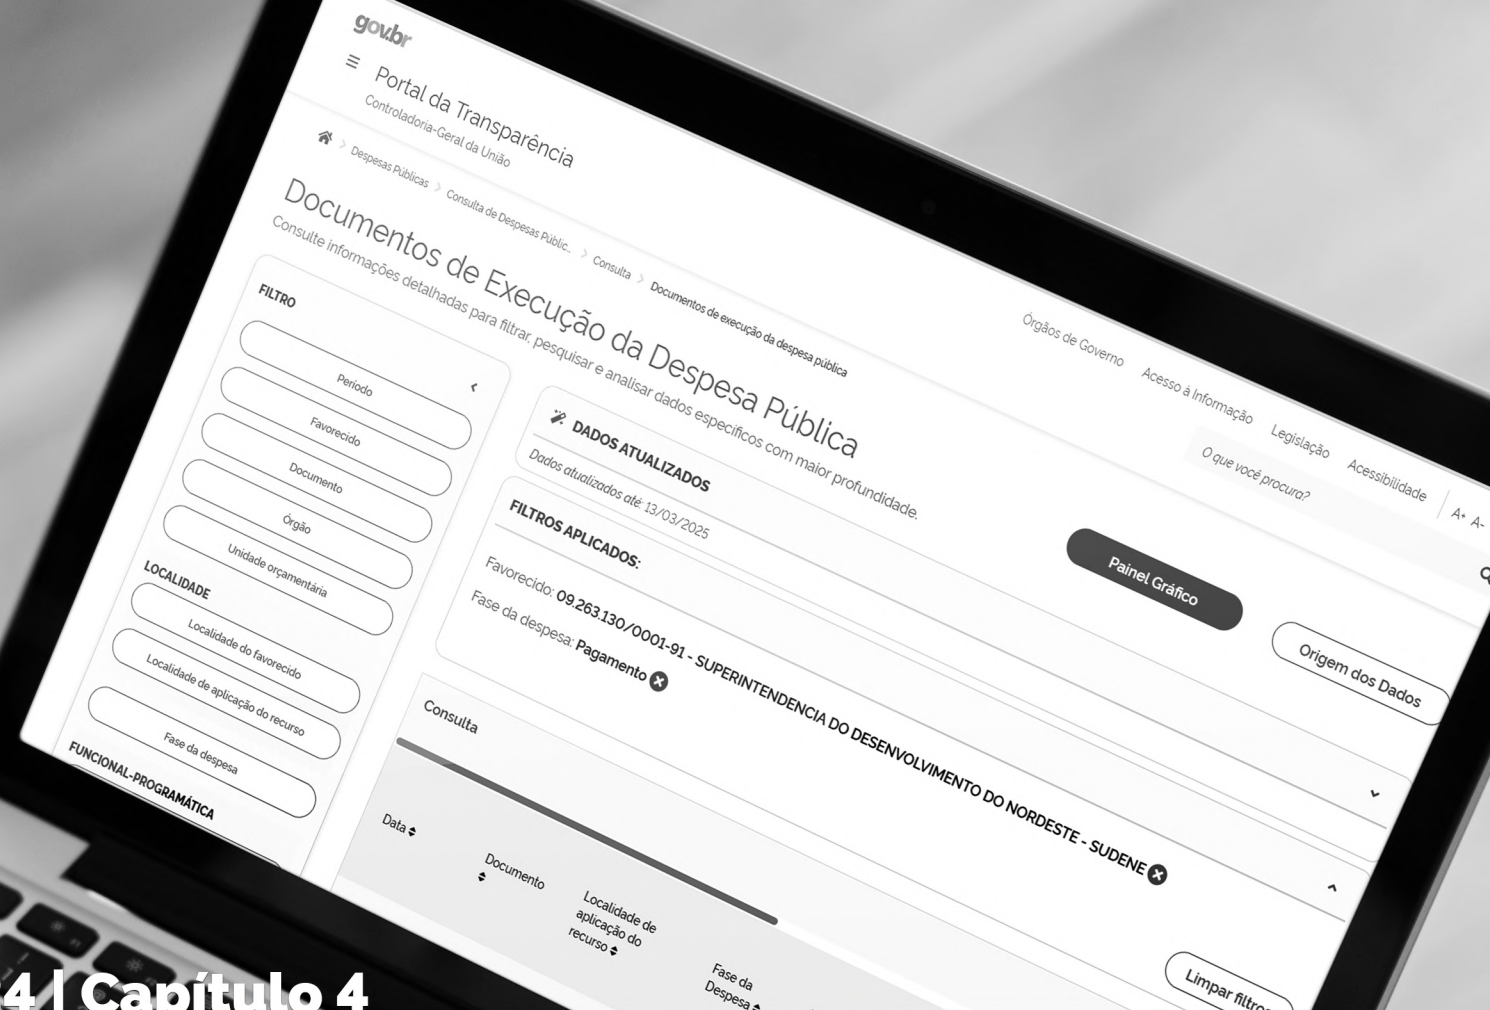 gov.br
Portal da Transparência
Controladoria-Geral da União
Despesas Públicas
Consulta de Despesas Públic...
Consulta
Documentos de execução da despesa pública
Órgãos de Governo
Acesso à Informação
Legislação
Acessibilidade
A+ A-
O que você procura?
Documentos de Execução da Despesa Pública
Consulte informações detalhadas para filtrar, pesquisar e analisar dados específicos com maior profundidade.
Painel Gráfico
Origem dos Dados
FILTRO
Período
Favorecido
Documento
Órgão
Unidade orçamentária
LOCALIDADE
Localidade do favorecido
Localidade de aplicação do recurso
Fase da despesa
FUNCIONAL-PROGRAMÁTICA
DADOS ATUALIZADOS
Dados atualizados até: 13/03/2025
FILTROS APLICADOS:
Favorecido: 09.263.130/0001-91 - SUPERINTENDENCIA DO DESENVOLVIMENTO DO NORDESTE - SUDENE
Fase da despesa: Pagamento
Limpar filtros
Consulta
Data
Documento
Localidade de
aplicação do
recurso
Fase da
Despesa
4 | Capítulo 4